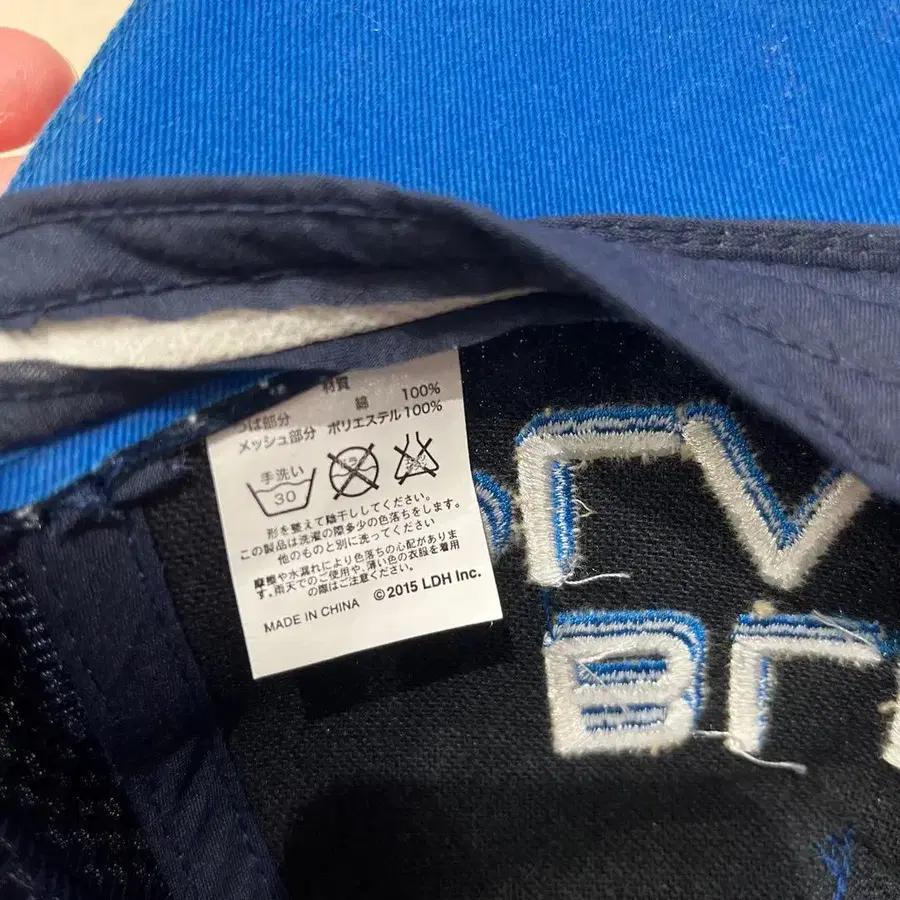 材質
つば部分 綿 100%
メッシュ部分 ポリエステル 100%
手洗い
30
形を整えて陰干ししてください。
この製品は洗濯の際多少の色落ちをします。
他のものと別に洗ってください
摩擦や水漏れにより色落ちの心配がありま
す。雨天でのご使用や、薄い色の衣服を着用
の際はご注意ください。
©2015 LDH Inc.
MADE IN CHINA